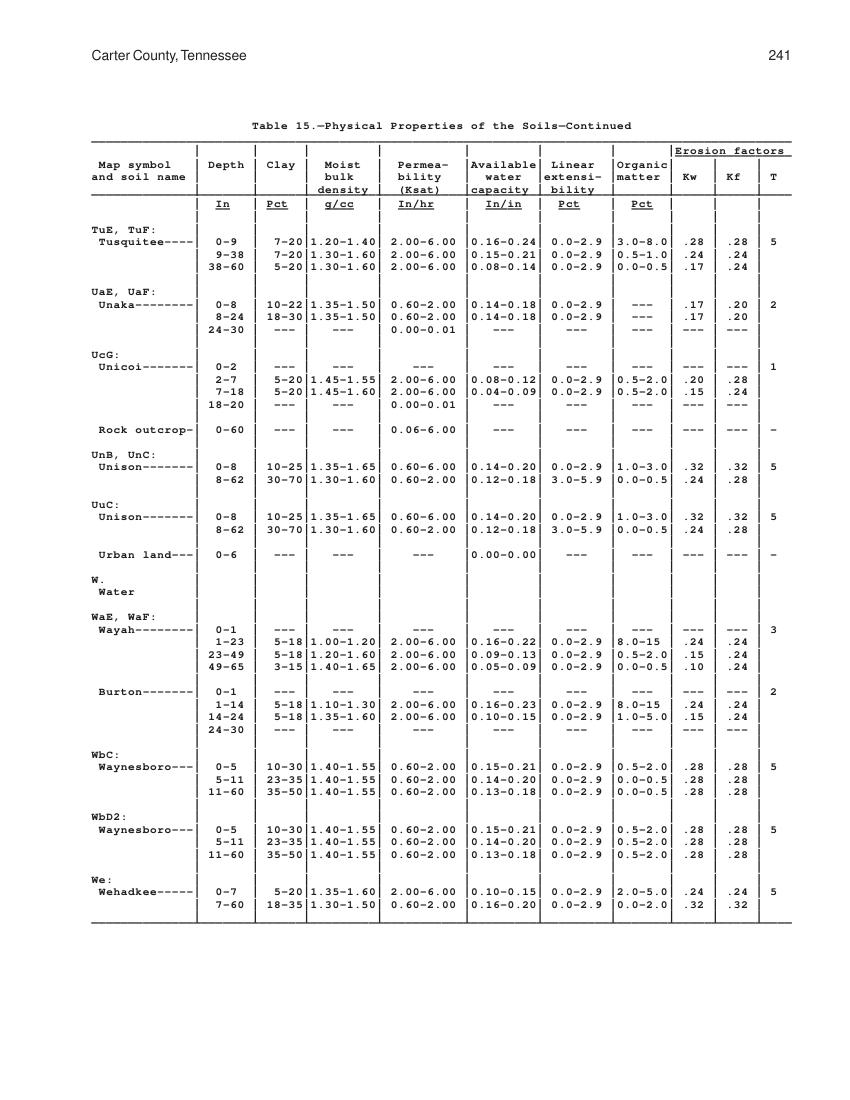 Carter County, Tennessee 241
Table 15.—Physical Properties of the Soils—Continued
Erosion factors
Map symbol | Depth | Clay | Moist | Permea- |Available| Linear |Organic
and soil name | | | bulk | bility | water |extensi- |matter | Kw | Kf | T
density | (Ksat) |capacity | bility
In | Pct | g/cc | In/hr | In/in | Pct | Pct
TuE, TuF:
Tusquitee---- | 0-9 | 7-20|1.20-1.40| 2.00-6.00 |0.16-0.24| 0.0-2.9 |3.0-8.0| .28 | .28 | 5
9-38 | 7-20|1.30-1.60| 2.00-6.00 |0.15-0.21| 0.0-2.9 |0.5-1.0| .24 | .24
38-60 | 5-20|1.30-1.60| 2.00-6.00 |0.08-0.14| 0.0-2.9 |0.0-0.5| .17 | .24
UaE, UaF:
Unaka-------- | 0-8 | 10-22|1.35-1.50| 0.60-2.00 |0.14-0.18| 0.0-2.9 | --- | .17 | .20 | 2
8-24 | 18-30|1.35-1.50| 0.60-2.00 |0.14-0.18| 0.0-2.9 | --- | .17 | .20
24-30 | --- | --- | 0.00-0.01 | --- | --- | --- | --- | ---
UcG:
Unicoi------- | 0-2 | --- | --- | --- | --- | --- | --- | --- | --- | 1
2-7 | 5-20|1.45-1.55| 2.00-6.00 |0.08-0.12| 0.0-2.9 |0.5-2.0| .20 | .28
7-18 | 5-20|1.45-1.60| 2.00-6.00 |0.04-0.09| 0.0-2.9 |0.5-2.0| .15 | .24
18-20 | --- | --- | 0.00-0.01 | --- | --- | --- | --- | ---
Rock outcrop- | 0-60 | --- | --- | 0.06-6.00 | --- | --- | --- | --- | --- | -
UnB, UnC:
Unison------- | 0-8 | 10-25|1.35-1.65| 0.60-6.00 |0.14-0.20| 0.0-2.9 |1.0-3.0| .32 | .32 | 5
8-62 | 30-70|1.30-1.60| 0.60-2.00 |0.12-0.18| 3.0-5.9 |0.0-0.5| .24 | .28
UuC:
Unison------- | 0-8 | 10-25|1.35-1.65| 0.60-6.00 |0.14-0.20| 0.0-2.9 |1.0-3.0| .32 | .32 | 5
8-62 | 30-70|1.30-1.60| 0.60-2.00 |0.12-0.18| 3.0-5.9 |0.0-0.5| .24 | .28
Urban land--- | 0-6 | --- | --- | --- |0.00-0.00| --- | --- | --- | --- | -
W.
Water
WaE, WaF:
Wayah-------- | 0-1 | --- | --- | --- | --- | --- | --- | --- | --- | 3
1-23 | 5-18|1.00-1.20| 2.00-6.00 |0.16-0.22| 0.0-2.9 |8.0-15 | .24 | .24
23-49 | 5-18|1.20-1.60| 2.00-6.00 |0.09-0.13| 0.0-2.9 |0.5-2.0| .15 | .24
49-65 | 3-15|1.40-1.65| 2.00-6.00 |0.05-0.09| 0.0-2.9 |0.0-0.5| .10 | .24
Burton------- | 0-1 | --- | --- | --- | --- | --- | --- | --- | --- | 2
1-14 | 5-18|1.10-1.30| 2.00-6.00 |0.16-0.23| 0.0-2.9 |8.0-15 | .24 | .24
14-24 | 5-18|1.35-1.60| 2.00-6.00 |0.10-0.15| 0.0-2.9 |1.0-5.0| .15 | .24
24-30 | --- | --- | --- | --- | --- | --- | --- | ---
WbC:
Waynesboro--- | 0-5 | 10-30|1.40-1.55| 0.60-2.00 |0.15-0.21| 0.0-2.9 |0.5-2.0| .28 | .28 | 5
5-11 | 23-35|1.40-1.55| 0.60-2.00 |0.14-0.20| 0.0-2.9 |0.0-0.5| .28 | .28
11-60 | 35-50|1.40-1.55| 0.60-2.00 |0.13-0.18| 0.0-2.9 |0.0-0.5| .28 | .28
WbD2:
Waynesboro--- | 0-5 | 10-30|1.40-1.55| 0.60-2.00 |0.15-0.21| 0.0-2.9 |0.5-2.0| .28 | .28 | 5
5-11 | 23-35|1.40-1.55| 0.60-2.00 |0.14-0.20| 0.0-2.9 |0.5-2.0| .28 | .28
11-60 | 35-50|1.40-1.55| 0.60-2.00 |0.13-0.18| 0.0-2.9 |0.5-2.0| .28 | .28
We:
Wehadkee----- | 0-7 | 5-20|1.35-1.60| 2.00-6.00 |0.10-0.15| 0.0-2.9 |2.0-5.0| .24 | .24 | 5
7-60 | 18-35|1.30-1.50| 0.60-2.00 |0.16-0.20| 0.0-2.9 |0.0-2.0| .32 | .32